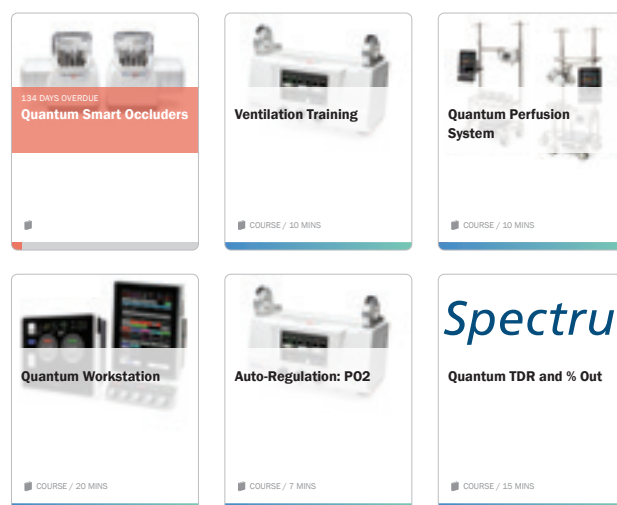 134 DAYS OVERDUE
Quantum Smart Occluders
Ventilation Training
COURSE / 10 MINS
Quantum Perfusion
System
COURSE / 10 MINS
Quantum Workstation
COURSE / 20 MINS
Auto-Regulation: PO2
COURSE / 7 MINS
Spectru
Quantum TDR and % Out
COURSE / 15 MINS